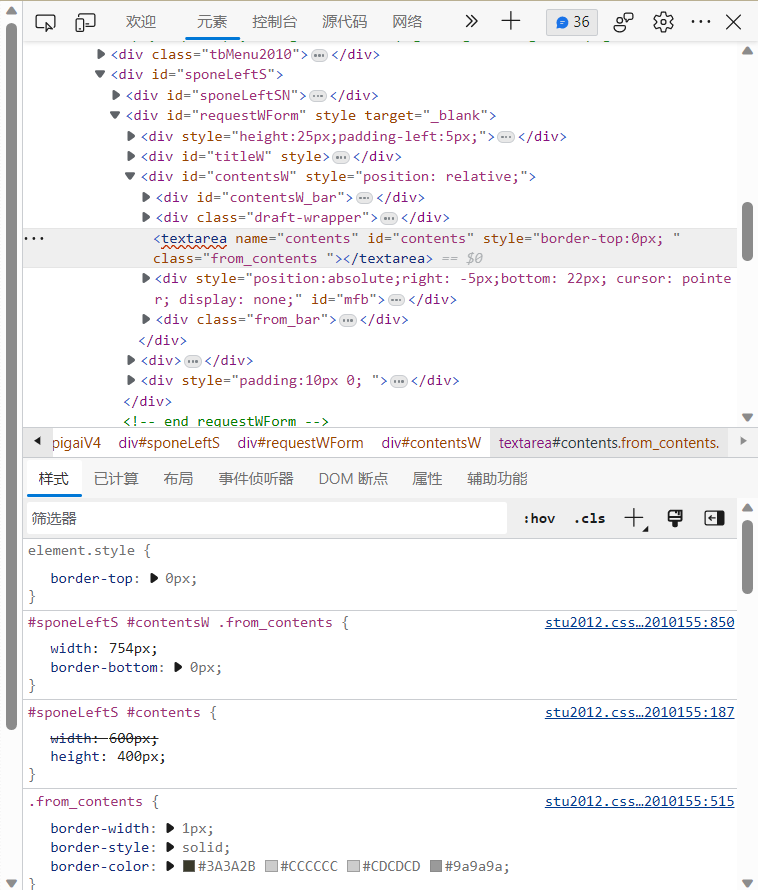 欢迎 元素 控制台 源代码 网络 36
<div class="tbMenu2010">…</div>
<div id="sponeLeftS">
<div id="sponeLeftSN">…</div>
<div id="requestWForm" style target="_blank">
<div style="height:25px;padding-left:5px;">…</div>
<div id="titleW" style>…</div>
<div id="contentsW" style="position: relative;">
<div id="contentsW_bar">…</div>
<div class="draft-wrapper">…</div>
<textarea name="contents" id="contents" style="border-top:0px; "
class="from_contents "></textarea> == $0
<div style="position:absolute;right: -5px;bottom: 22px; cursor: pointe
r; display: none;" id="mfb">…</div>
<div class="from_bar">…</div>
</div>
<div>…</div>
<div style="padding:10px 0; ">…</div>
</div>
<!-- end requestWForm -->
pigaiV4 div#sponeLeftS div#requestWForm div#contentsW textarea#contents.from_contents.
样式 已计算 布局 事件侦听器 DOM 断点 属性 辅助功能
筛选器 :hov .cls
element.style {
border-top: 0px;
}
#sponeLeftS #contentsW .from_contents { stu2012.css…2010155:850
width: 754px;
border-bottom: 0px;
}
#sponeLeftS #contents { stu2012.css…2010155:187
width: 600px;
height: 400px;
}
.from_contents { stu2012.css…2010155:515
border-width: 1px;
border-style: solid;
border-color: #3A3A2B #CCCCCC #CDCDCD #9a9a9a;
}